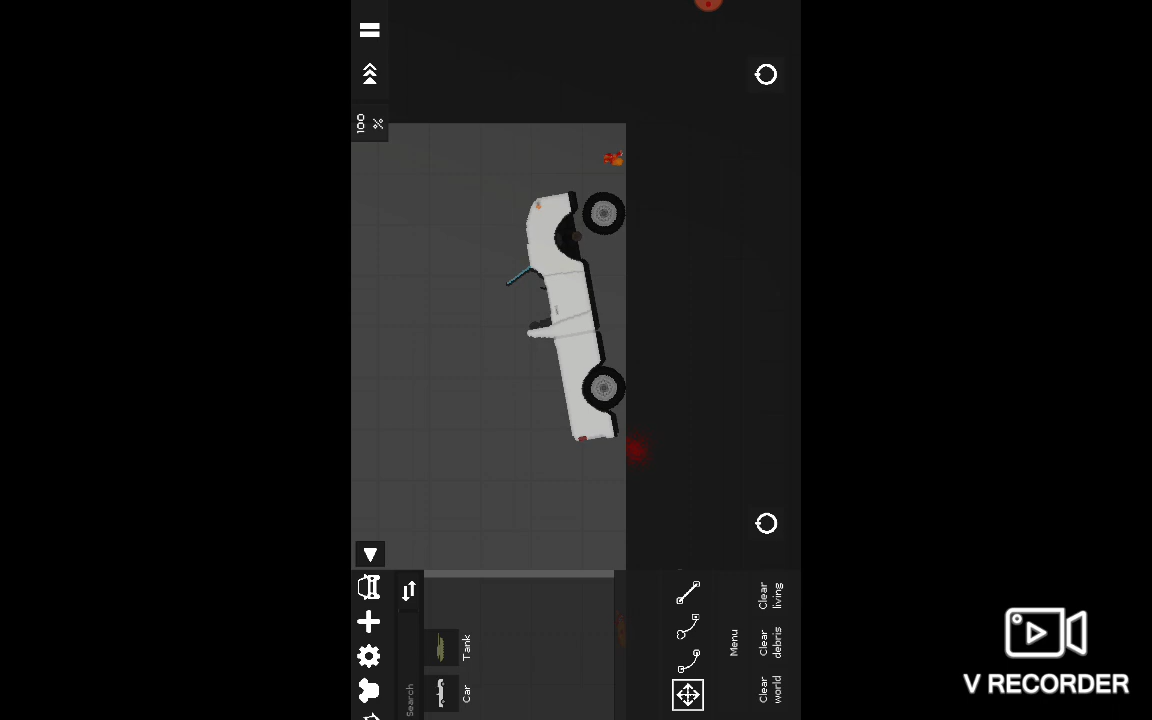 100
%
Tank
Car
Search
Menu
Clear
living
Clear
debris
Clear
world
V RECORDER